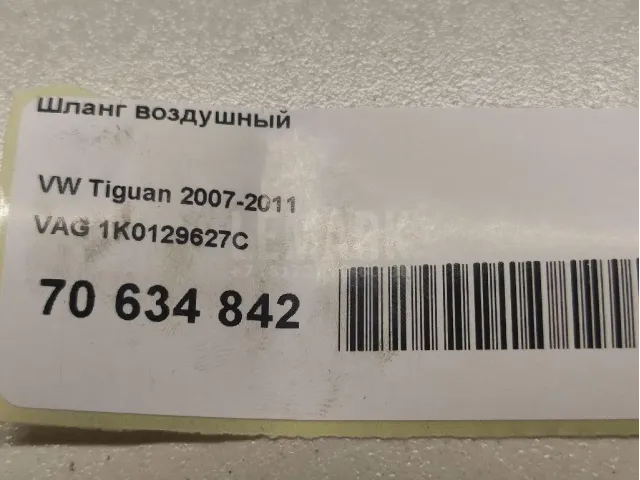 Шланг воздушный
VW Tiguan 2007-2011
VAG 1K0129627C
70 634 842